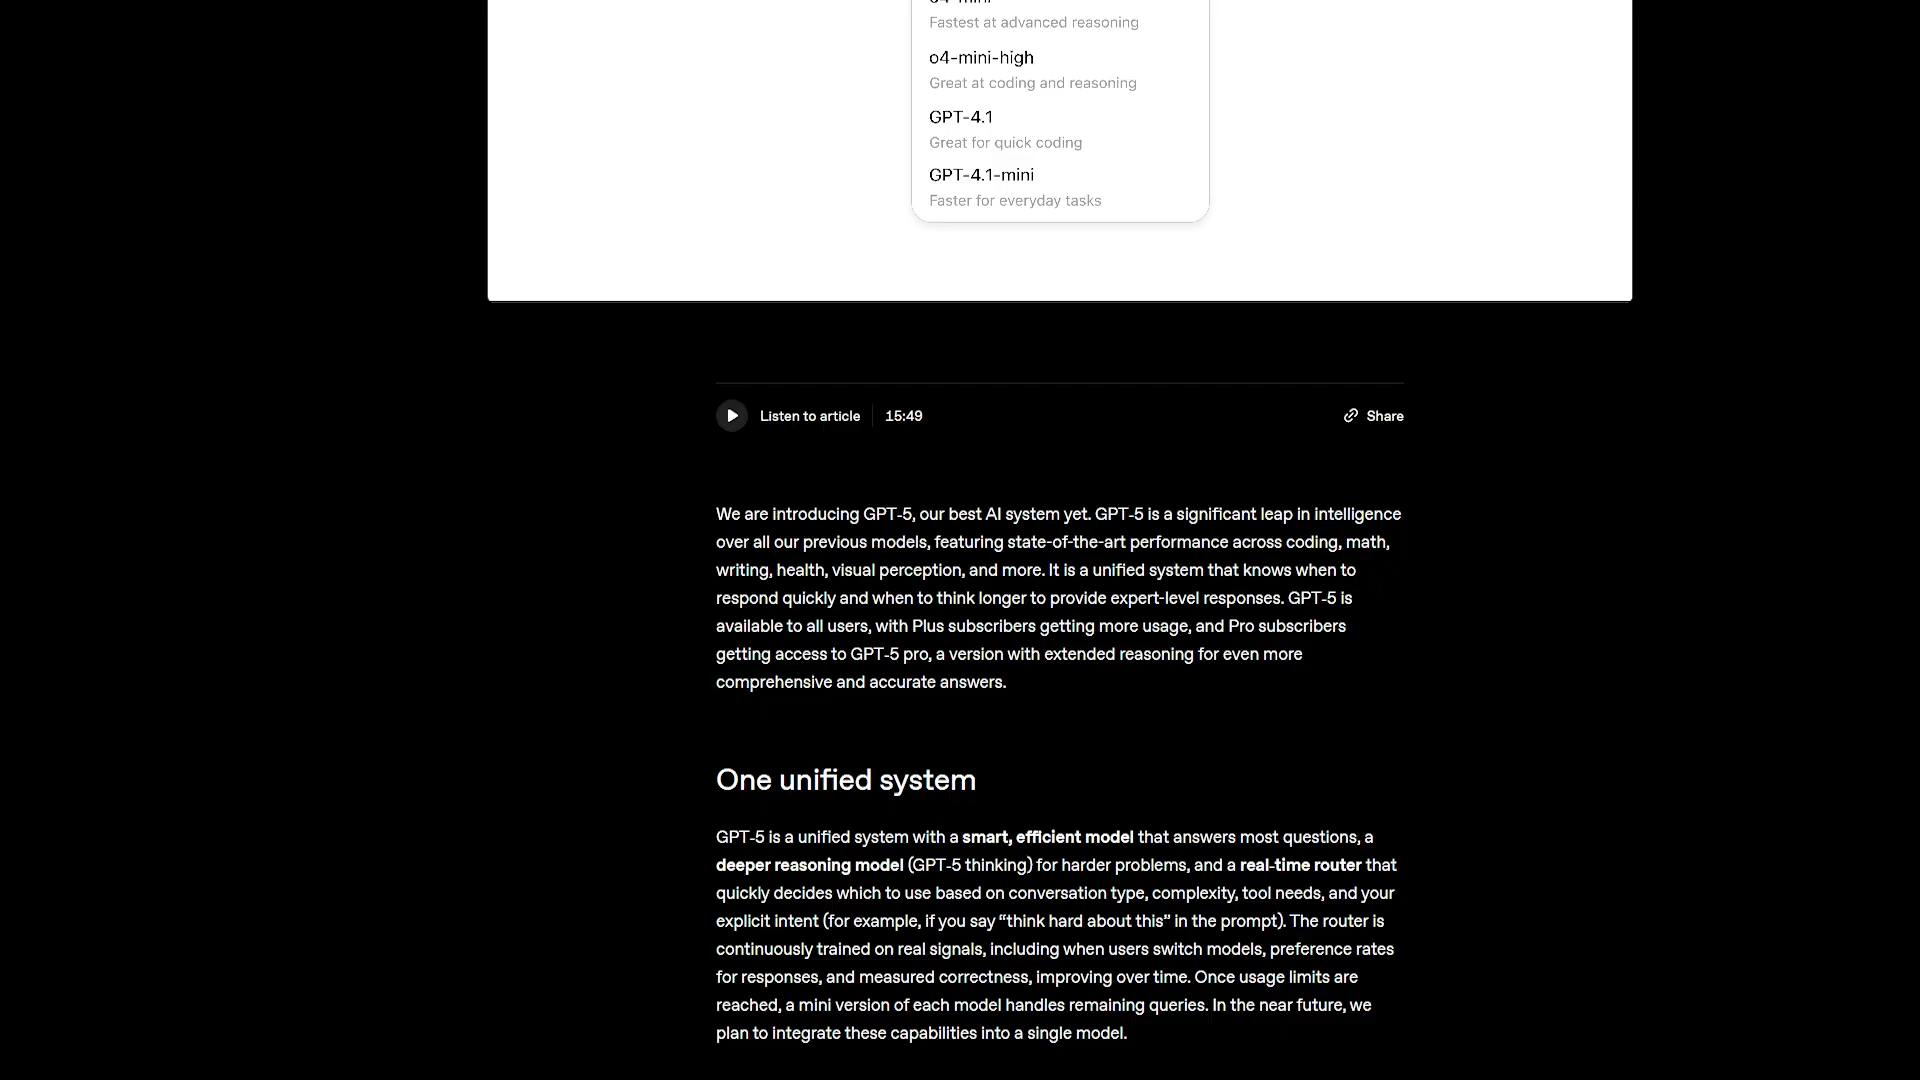 o4-mini
Fastest at advanced reasoning
o4-mini-high
Great at coding and reasoning
GPT-4.1
Great for quick coding
GPT-4.1-mini
Faster for everyday tasks
Listen to article
15:49
Share
We are introducing GPT‑5, our best AI system yet. GPT‑5 is a significant leap in intelligence
over all our previous models, featuring state-of-the-art performance across coding, math,
writing, health, visual perception, and more. It is a unified system that knows when to
respond quickly and when to think longer to provide expert-level responses. GPT‑5 is
available to all users, with Plus subscribers getting more usage, and Pro subscribers
getting access to GPT‑5 pro, a version with extended reasoning for even more
comprehensive and accurate answers.
One unified system
GPT‑5 is a unified system with a smart, efficient model that answers most questions, a
deeper reasoning model (GPT‑5 thinking) for harder problems, and a real‑time router that
quickly decides which to use based on conversation type, complexity, tool needs, and your
explicit intent (for example, if you say “think hard about this” in the prompt). The router is
continuously trained on real signals, including when users switch models, preference rates
for responses, and measured correctness, improving over time. Once usage limits are
reached, a mini version of each model handles remaining queries. In the near future, we
plan to integrate these capabilities into a single model.